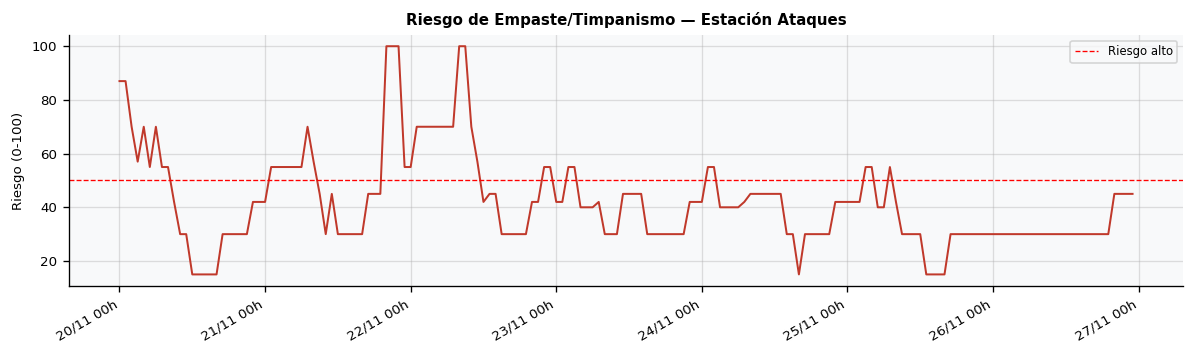 Riesgo de Empaste/Timpanismo — Estación Ataques
Riesgo alto
Riesgo (0-100)
100
80
60
40
20
20/11 00h
21/11 00h
22/11 00h
23/11 00h
24/11 00h
25/11 00h
26/11 00h
27/11 00h